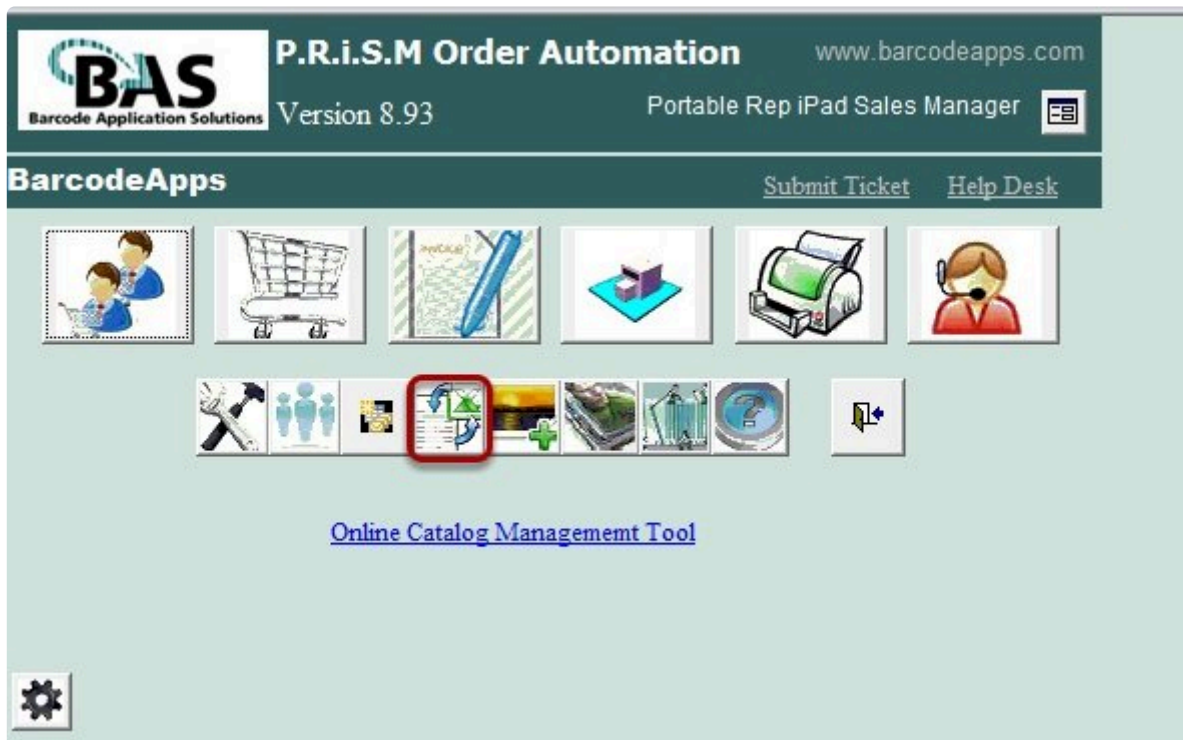 P.R.i.S.M Order Automation
www.barcodeapps.com
BAS
Barcode Application Solutions
Version 8.93
Portable Rep iPad Sales Manager
BarcodeApps
Submit Ticket
Help Desk
INVOICE
Online Catalog Managememt Tool